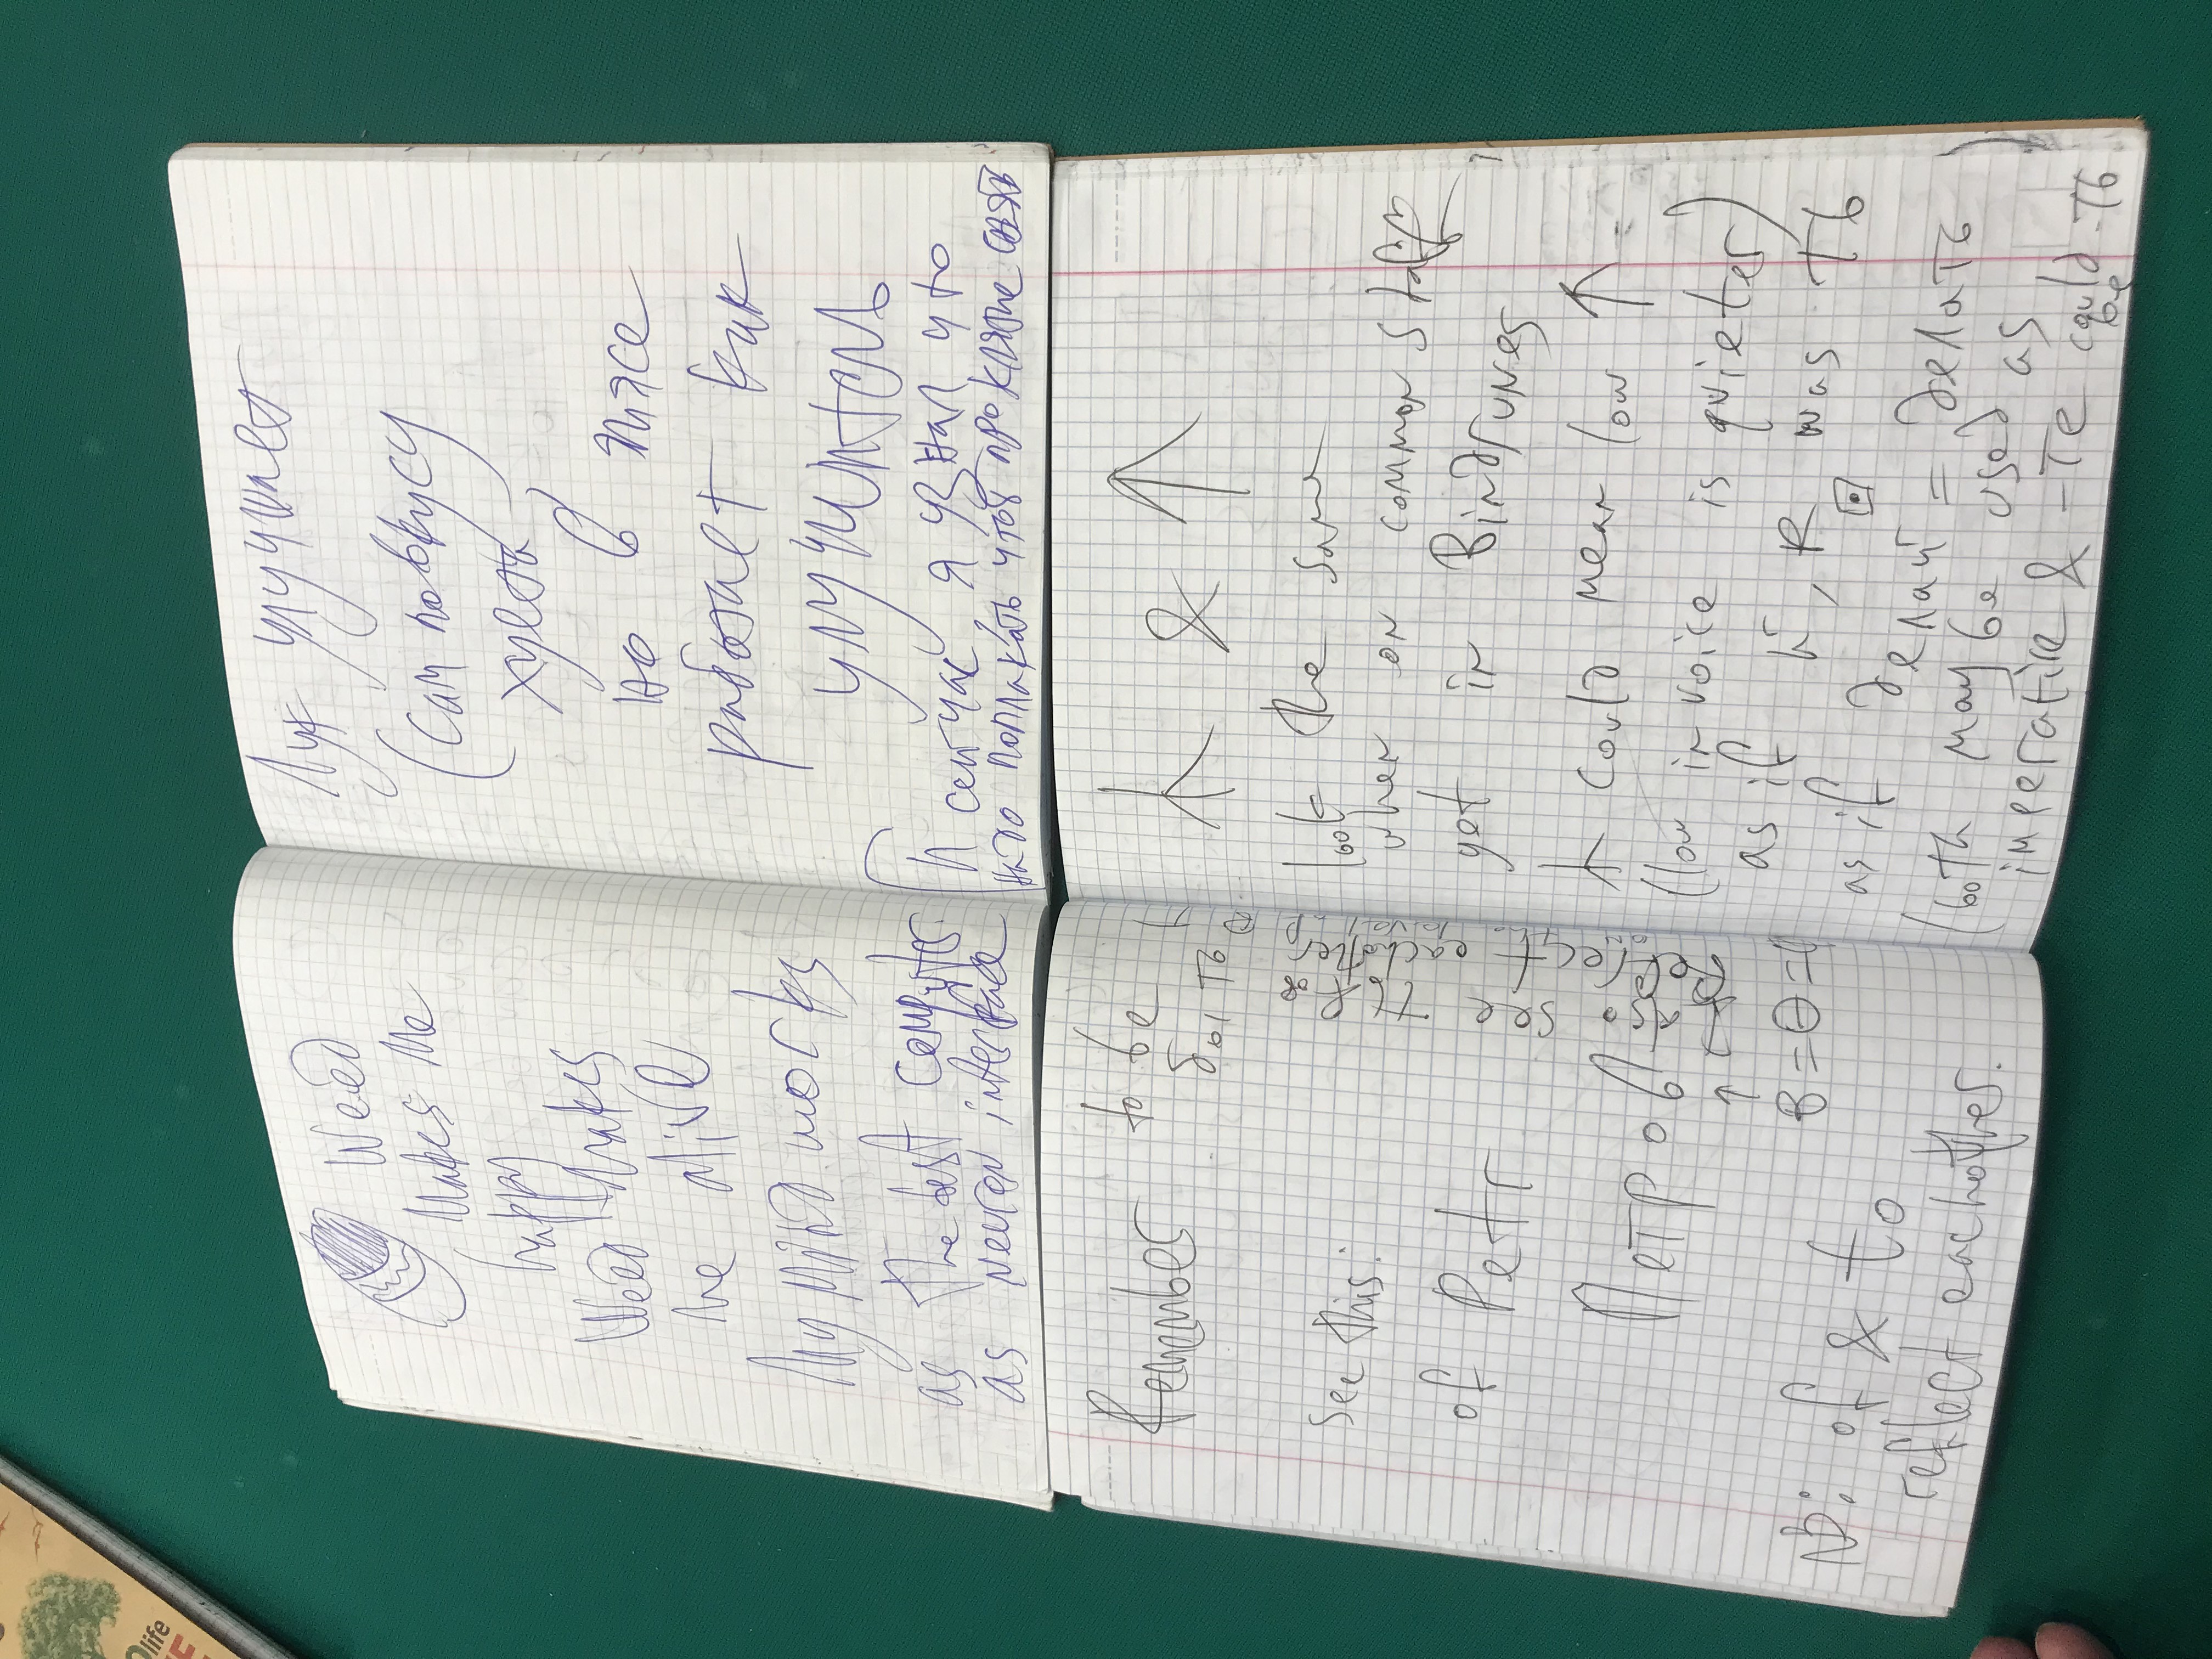 life
Weed
makes me
happy
Weed makes
me alive
My mind works
as the best computer
as neuron interface
Лук улучшает
(Сам по вкусу
хуета,
но в мясе
работает как
улучшитель
И сейчас, я узнал что
надо поплакать чтоб проклятие снять
Remember to be
быть
See this:
of Petr
Петров
↑
B = Θ =
NB: of & to
reflect eachother.
Also see Tb & or
Reflect eachother
&
look the same
when on common staff
yet in Bindrunes
could mean low ↑
(low in voice is quieter)
as if й, R was Ть
as if делай = делать
(both may be used as
imperative & -Те could be -Ть